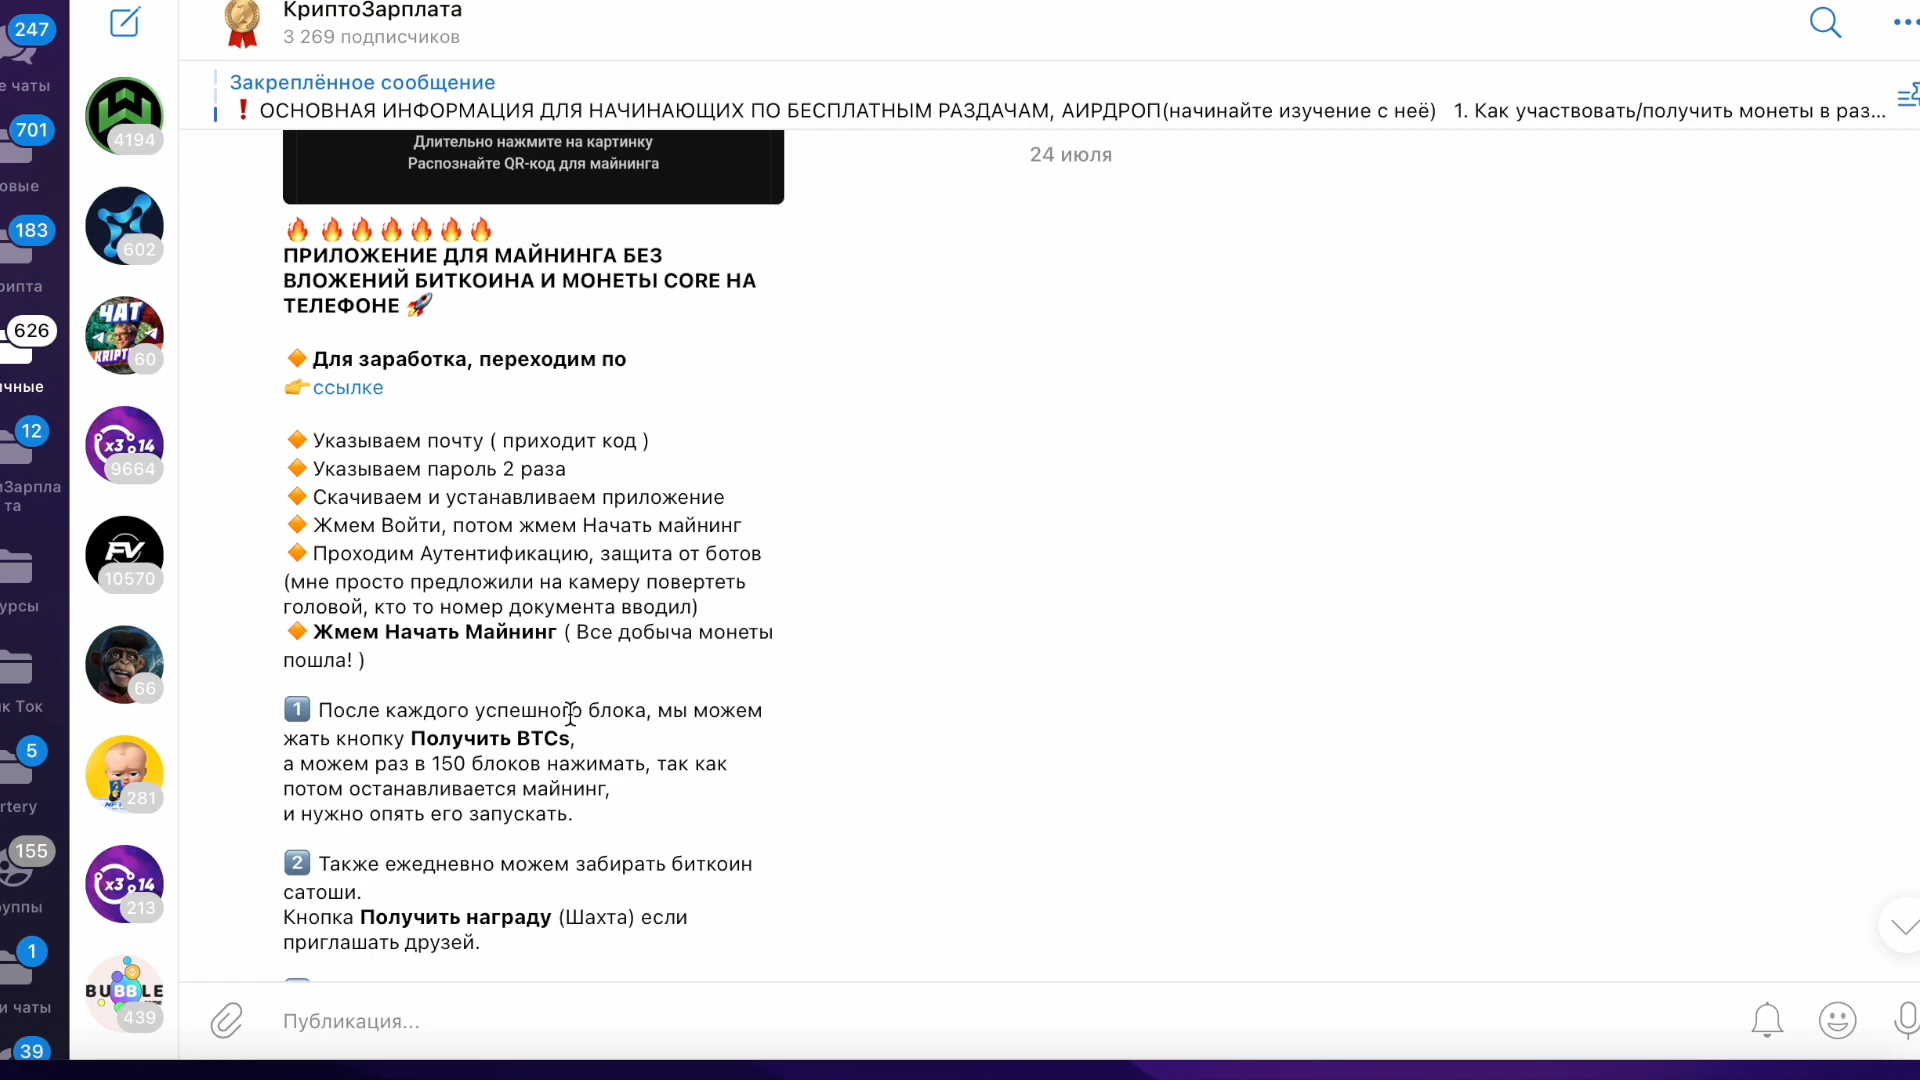 247
е чаты
701
овые
183
рипта
626
ичные
12
иЗарпла
та
урсы
к Ток
5
rtery
155
уппы
1
и чаты
39
4194
602
ЧАТ
KRIPT
60
x3.14
9664
FV
10570
66
281
x3.14
213
BUBBLE
439
КриптоЗарплата
3 269 подписчиков
Закреплённое сообщение
❗ ОСНОВНАЯ ИНФОРМАЦИЯ ДЛЯ НАЧИНАЮЩИХ ПО БЕСПЛАТНЫМ РАЗДАЧАМ, АИРДРОП(начинайте изучение с неё) 1. Как участвовать/получить монеты в раз...
24 июля
Длительно нажмите на картинку
Распознайте QR-код для майнинга
🔥 🔥 🔥 🔥 🔥 🔥 🔥
ПРИЛОЖЕНИЕ ДЛЯ МАЙНИНГА БЕЗ
ВЛОЖЕНИЙ БИТКОИНА И МОНЕТЫ CORE НА
ТЕЛЕФОНЕ 🚀
🔶 Для заработка, переходим по
👉 ссылке
🔶 Указываем почту ( приходит код )
🔶 Указываем пароль 2 раза
🔶 Скачиваем и устанавливаем приложение
🔶 Жмем Войти, потом жмем Начать майнинг
🔶 Проходим Аутентификацию, защита от ботов
(мне просто предложили на камеру повертеть
головой, кто то номер документа вводил)
🔶 Жмем Начать Майнинг ( Все добыча монеты
пошла! )
1️⃣ После каждого успешного блока, мы можем
жать кнопку Получить BTCs,
а можем раз в 150 блоков нажимать, так как
потом останавливается майнинг,
и нужно опять его запускать.
2️⃣ Также ежедневно можем забирать биткоин
сатоши.
Кнопка Получить награду (Шахта) если
приглашать друзей.
Публикация...